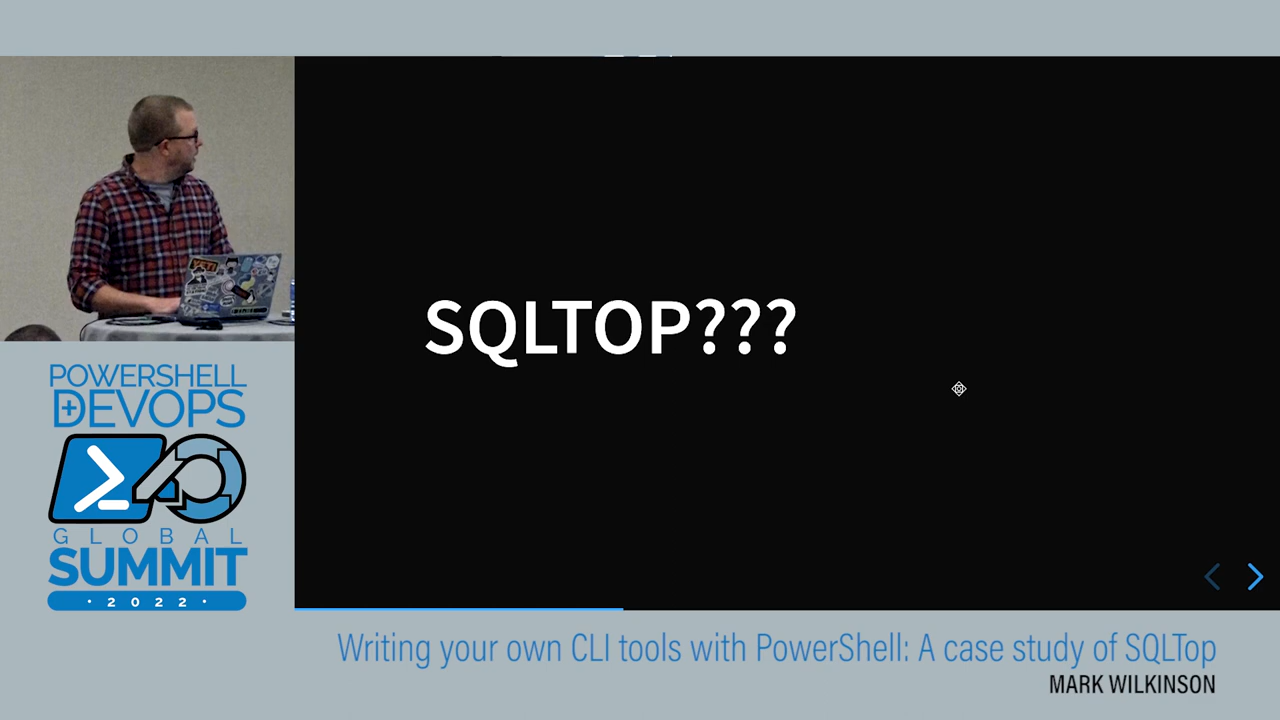 SQLTOP???
YETI
POWERSHELL
DEVOPS
GLOBAL
SUMMIT
· 2022 ·
Writing your own CLI tools with PowerShell: A case study of SQLTop
MARK WILKINSON